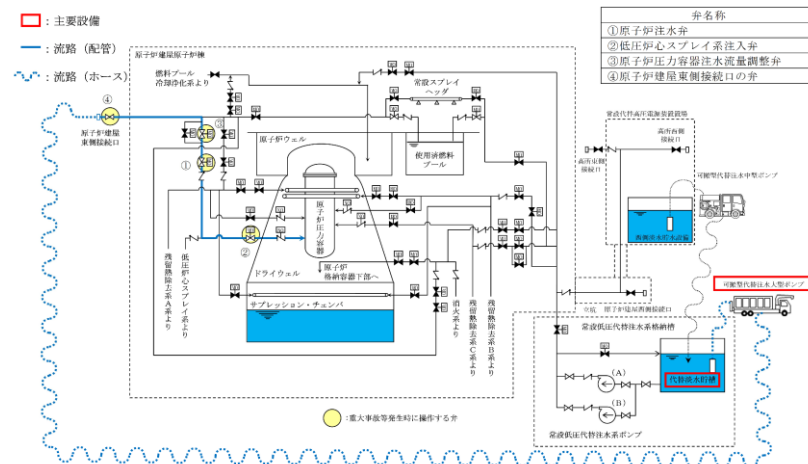 ：主要設備
：流路（配管）
：流路（ホース）
弁名称
①原子炉注水弁
②低圧炉心スプレイ系注入弁
③原子炉圧力容器注水流量調整弁
④原子炉建屋東側接続口の弁
原子炉建屋原子炉棟
燃料プール
冷却浄化系より
常設スプレイ
ヘッダ
④
原子炉建屋
東側接続口
③
①
原子炉ウェル
使用済燃料
プール
常設代替高圧電源装置置場
高所西側
接続口
高所東側
接続口
可搬型代替注水中型ポンプ
西側淡水貯水設備
原子炉圧力容器
②
ドライウェル
原子炉
格納容器下部へ
サプレッション・チェンバ
残留熱除去系A系より
低圧炉心スプレイ系より
消火系より
残留熱除去系C系より
残留熱除去系B系より
立坑
原子炉建屋西側接続口
可搬型代替注水大型ポンプ
常設低圧代替注水系格納槽
(A)
(B)
代替淡水貯槽
常設低圧代替注水系ポンプ
：重大事故等発生時に操作する弁